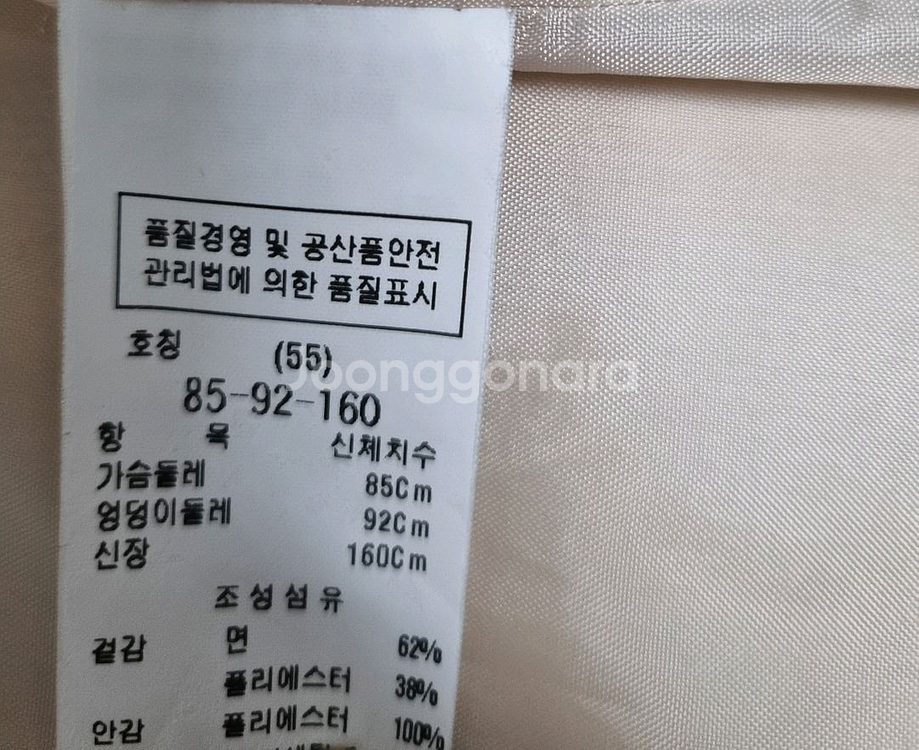 품질경영 및 공산품안전
관리법에 의한 품질표시
호칭 (55)
85-92-160
Joonggonara
항 목 신체치수
가슴둘레 85Cm
엉덩이둘레 92Cm
신장 160Cm
조성섬유
겉감 면 62%
폴리에스터 38%
안감 폴리에스터 100%